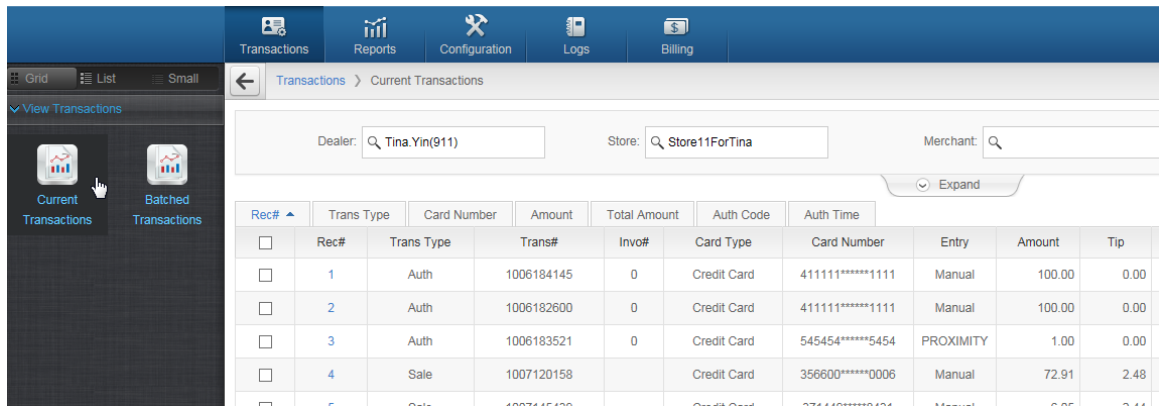 Transactions Reports Configuration Logs Billing
Grid List Small
Transactions > Current Transactions
View Transactions
Dealer: Tina.Yin(911) Store: Store11ForTina Merchant:
Expand
Current Transactions
Batched Transactions
Rec# Trans Type Card Number Amount Total Amount Auth Code Auth Time
Rec# Trans Type Trans# Invo# Card Type Card Number Entry Amount Tip
1 Auth 1006184145 0 Credit Card 411111******1111 Manual 100.00 0.00
2 Auth 1006182600 0 Credit Card 411111******1111 Manual 100.00 0.00
3 Auth 1006183521 0 Credit Card 545454******5454 PROXIMITY 1.00 0.00
4 Sale 1007120158 Credit Card 356600******0006 Manual 72.91 2.48